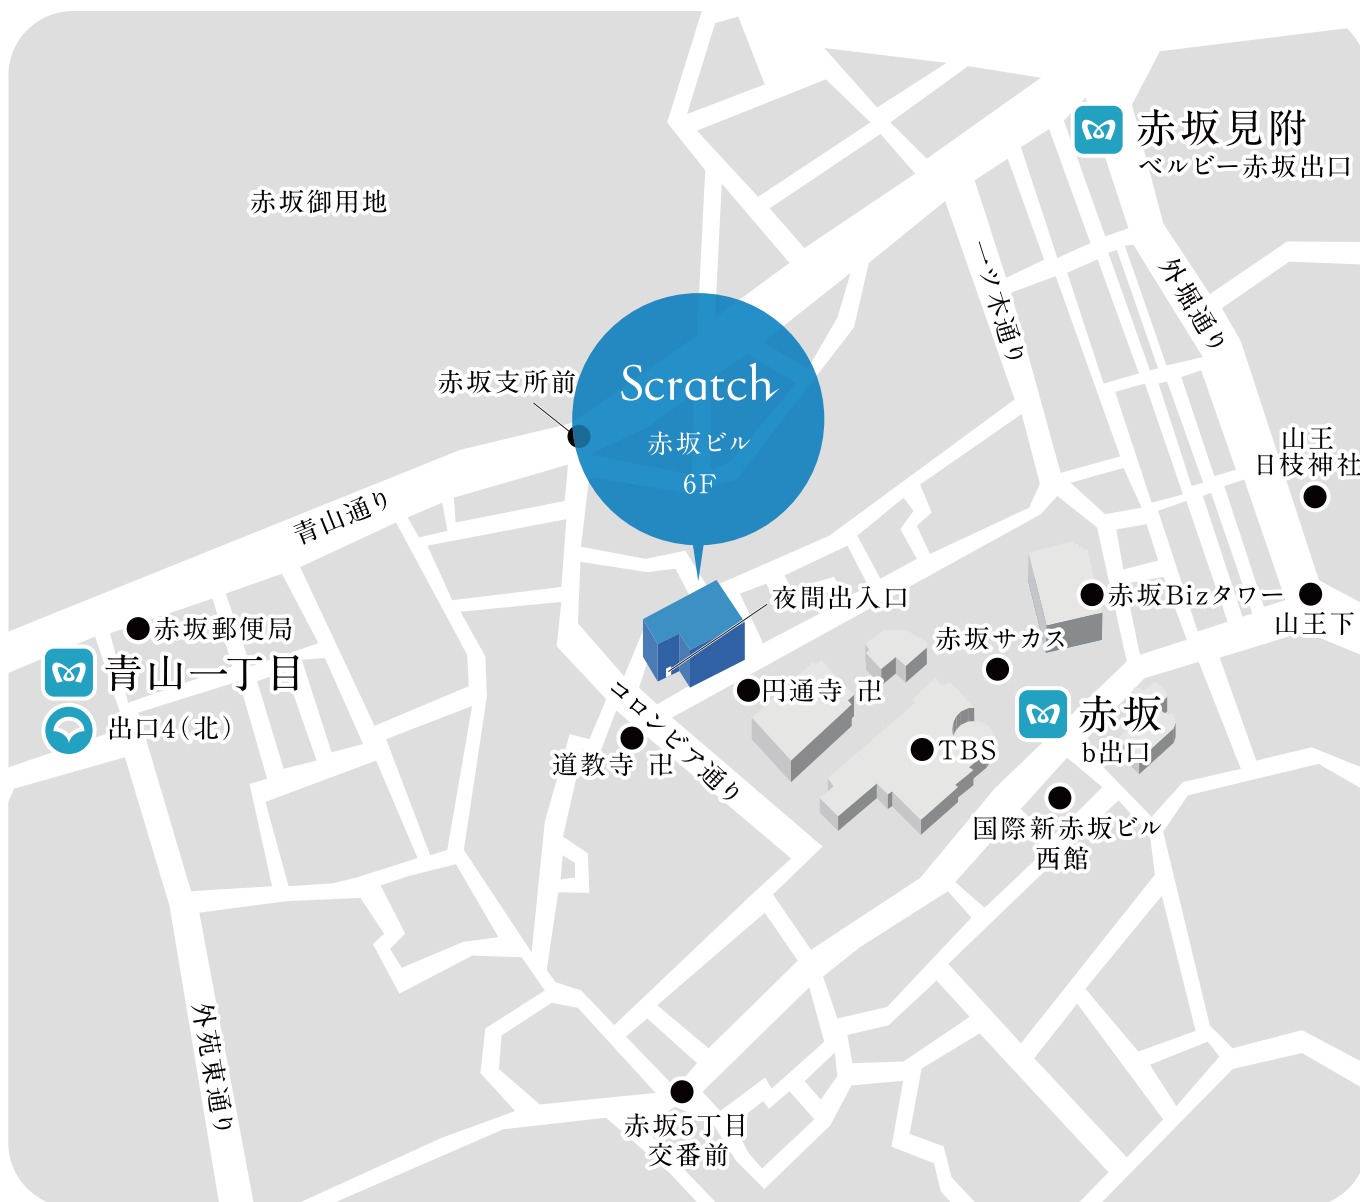 赤坂見附
ベルビー赤坂出口
赤坂御用地
一ツ木通り
外堀通り
赤坂支所前
Scratch
赤坂ビル
6F
山王
日枝神社
青山通り
夜間出入口
赤坂Bizタワー
山王下
赤坂郵便局
赤坂サカス
青山一丁目
出口4(北)
円通寺 卍
コロンビア通り
赤坂
b出口
TBS
道教寺 卍
国際新赤坂ビル
西館
外苑東通り
赤坂5丁目
交番前